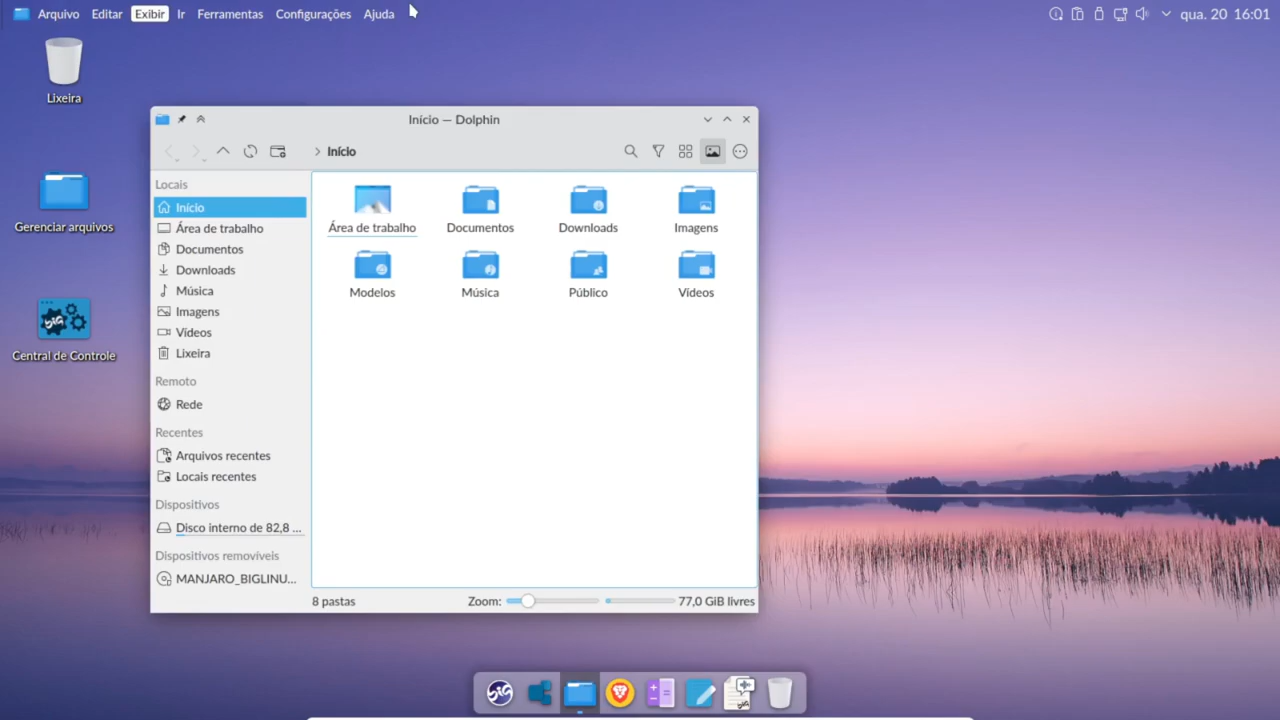 Arquivo Editar Exibir Ir Ferramentas Configurações Ajuda
qua. 20 16:01
Lixeira
Gerenciar arquivos
BIG
Central de Controle
Início — Dolphin
Início
Locais
Início
Área de trabalho
Documentos
Downloads
Música
Imagens
Vídeos
Lixeira
Remoto
Rede
Recentes
Arquivos recentes
Locais recentes
Dispositivos
Disco interno de 82,8 ...
Dispositivos removíveis
MANJARO_BIGLINU...
Área de trabalho Documentos Downloads Imagens
Modelos Música Público Vídeos
8 pastas Zoom: 77,0 GiB livres
BIG